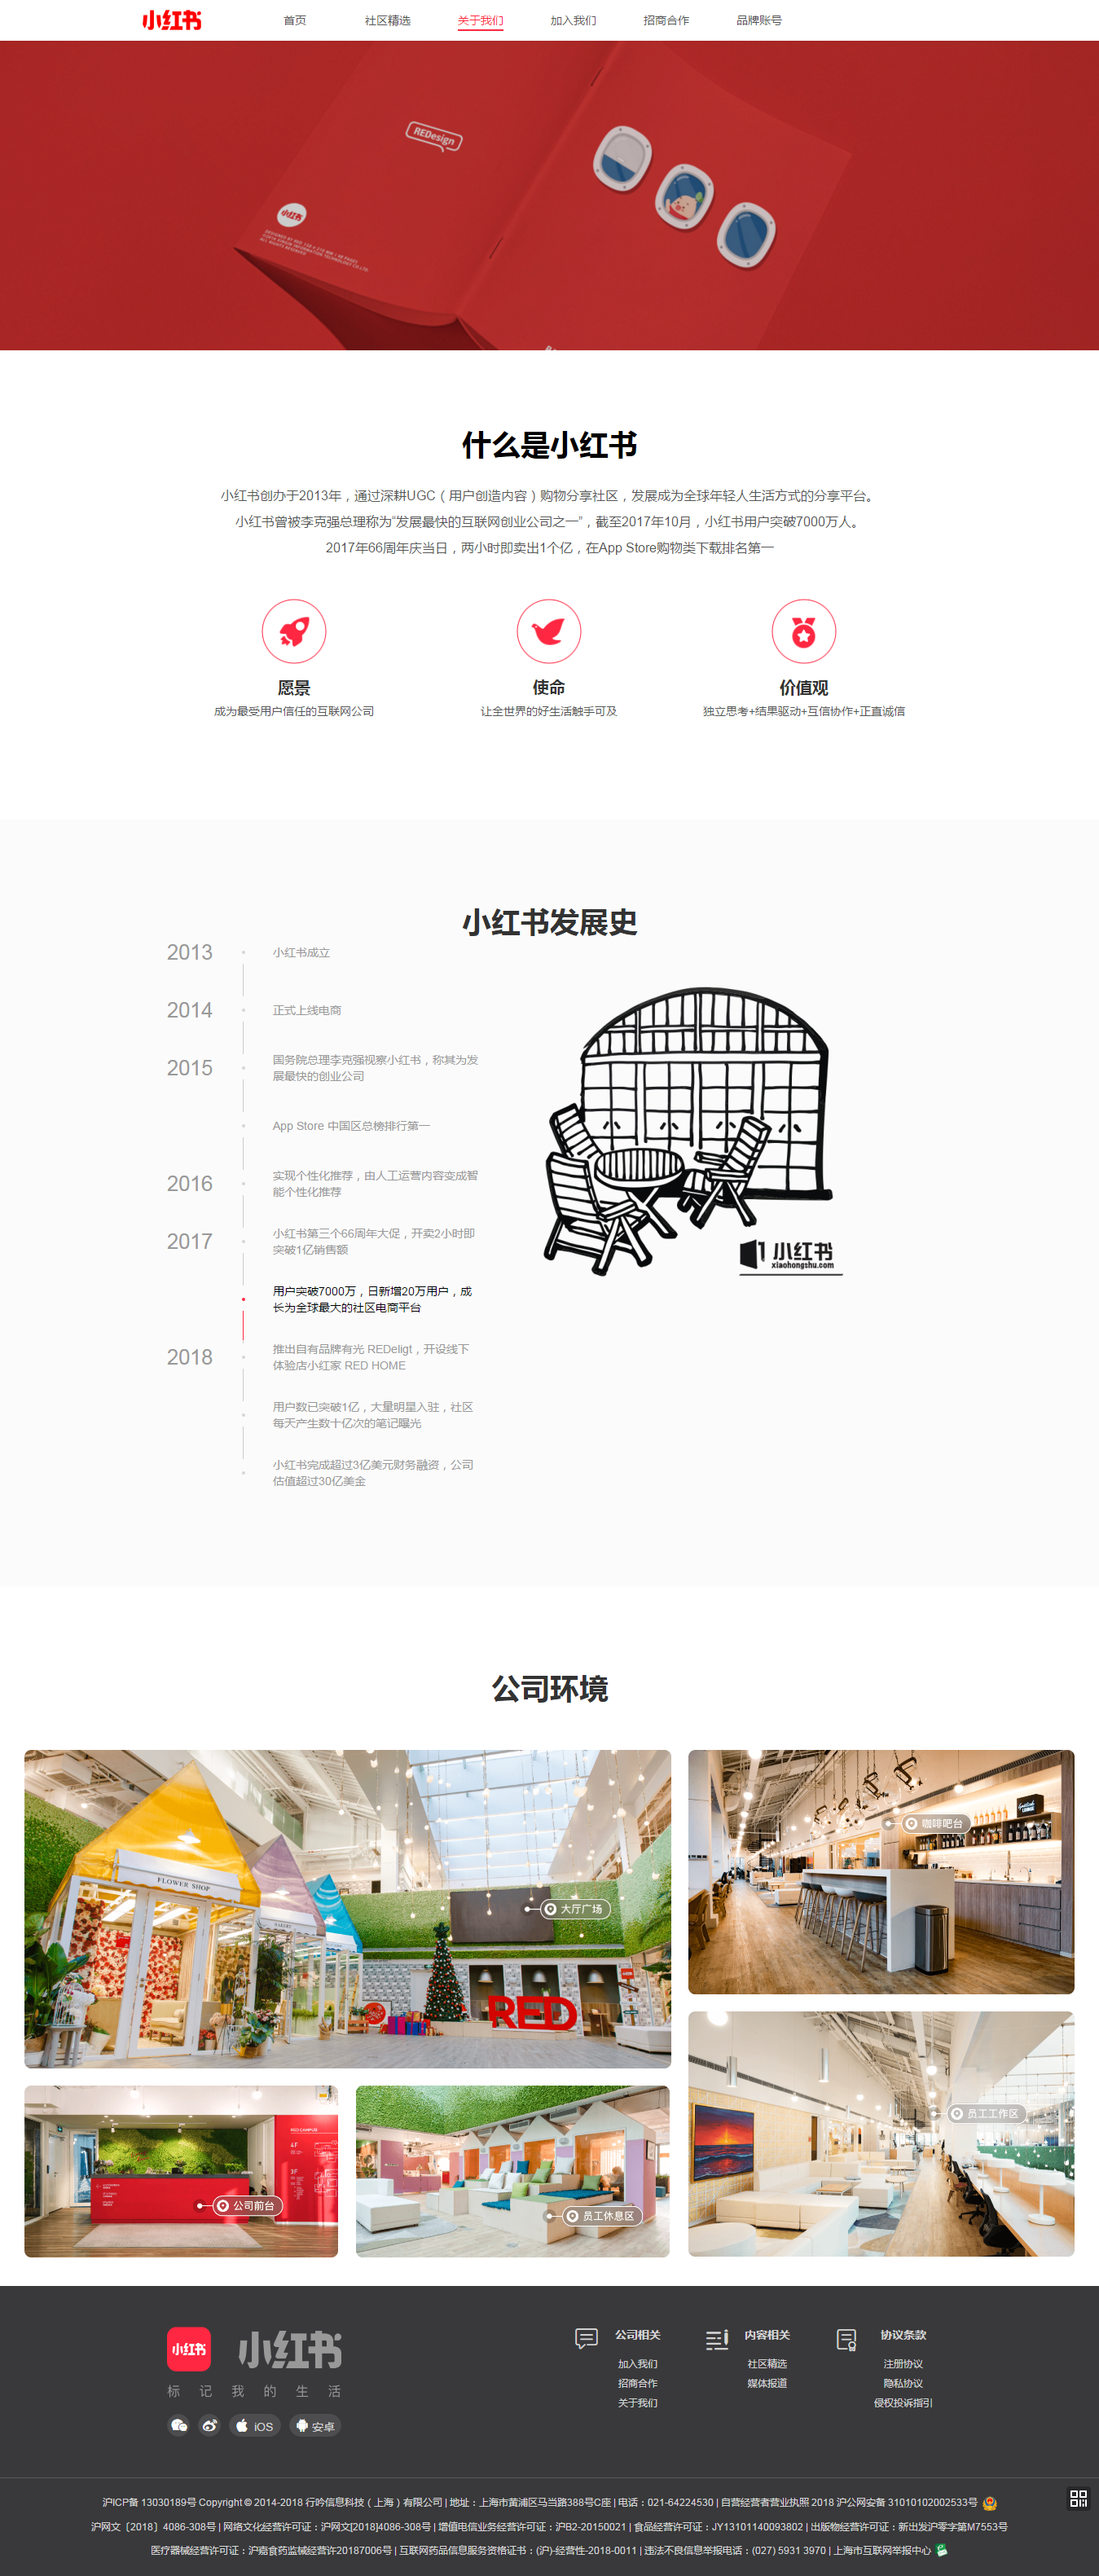 小红书
首页 社区精选 关于我们 加入我们 招商合作 品牌账号
REDesign
小红书
什么是小红书
小红书创办于2013年，通过深耕UGC（用户创造内容）购物分享社区，发展成为全球年轻人生活方式的分享平台。
小红书曾被李克强总理称为“发展最快的互联网创业公司之一”，截至2017年10月，小红书用户突破7000万人。
2017年66周年庆当日，两小时即卖出1个亿，在App Store购物类下载排名第一
愿景 使命 价值观
成为最受用户信任的互联网公司 让全世界的好生活触手可及 独立思考+结果驱动+互信协作+正直诚信
小红书发展史
2013 小红书成立
2014 正式上线电商
2015 国务院总理李克强视察小红书，称其为发
展最快的创业公司
App Store 中国区总榜排行第一
2016 实现个性化推荐，由人工运营内容变成智
能个性化推荐
2017 小红书第三个66周年大促，开卖2小时即
突破1亿销售额
用户突破7000万，日新增20万用户，成
长为全球最大的社区电商平台
2018 推出自有品牌有光 REDeligt，开设线下
体验店小红家 RED HOME
用户数已突破1亿，大量明星入驻，社区
每天产生数十亿次的笔记曝光
小红书完成超过3亿美元财务融资，公司
估值超过30亿美金
小红书
xiaohongshu.com
公司环境
FLOWER SHOP
大厅广场
RED
咖啡吧台
公司前台
员工休息区
员工工作区
小红书 小红书
标记我的生活
iOS 安卓
公司相关 内容相关 协议条款
加入我们 社区精选 注册协议
招商合作 媒体报道 隐私协议
关于我们 侵权投诉指引
沪ICP备 13030189号 Copyright © 2014-2018 行吟信息科技（上海）有限公司 | 地址：上海市黄浦区马当路388号C座 | 电话：021-64224530 | 自营经营者营业执照 2018 沪公网安备 31010102002533号
沪网文〔2018〕4086-308号 | 网络文化经营许可证：沪网文[2018]4086-308号 | 增值电信业务经营许可证：沪B2-20150021 | 食品经营许可证：JY13101140093802 | 出版物经营许可证：新出发沪零字第M7553号
医疗器械经营许可证：沪嘉食药监械经营许20187006号 | 互联网药品信息服务资格证书：(沪)-经营性-2018-0011 | 违法不良信息举报电话：(027) 5931 3970 | 上海市互联网举报中心